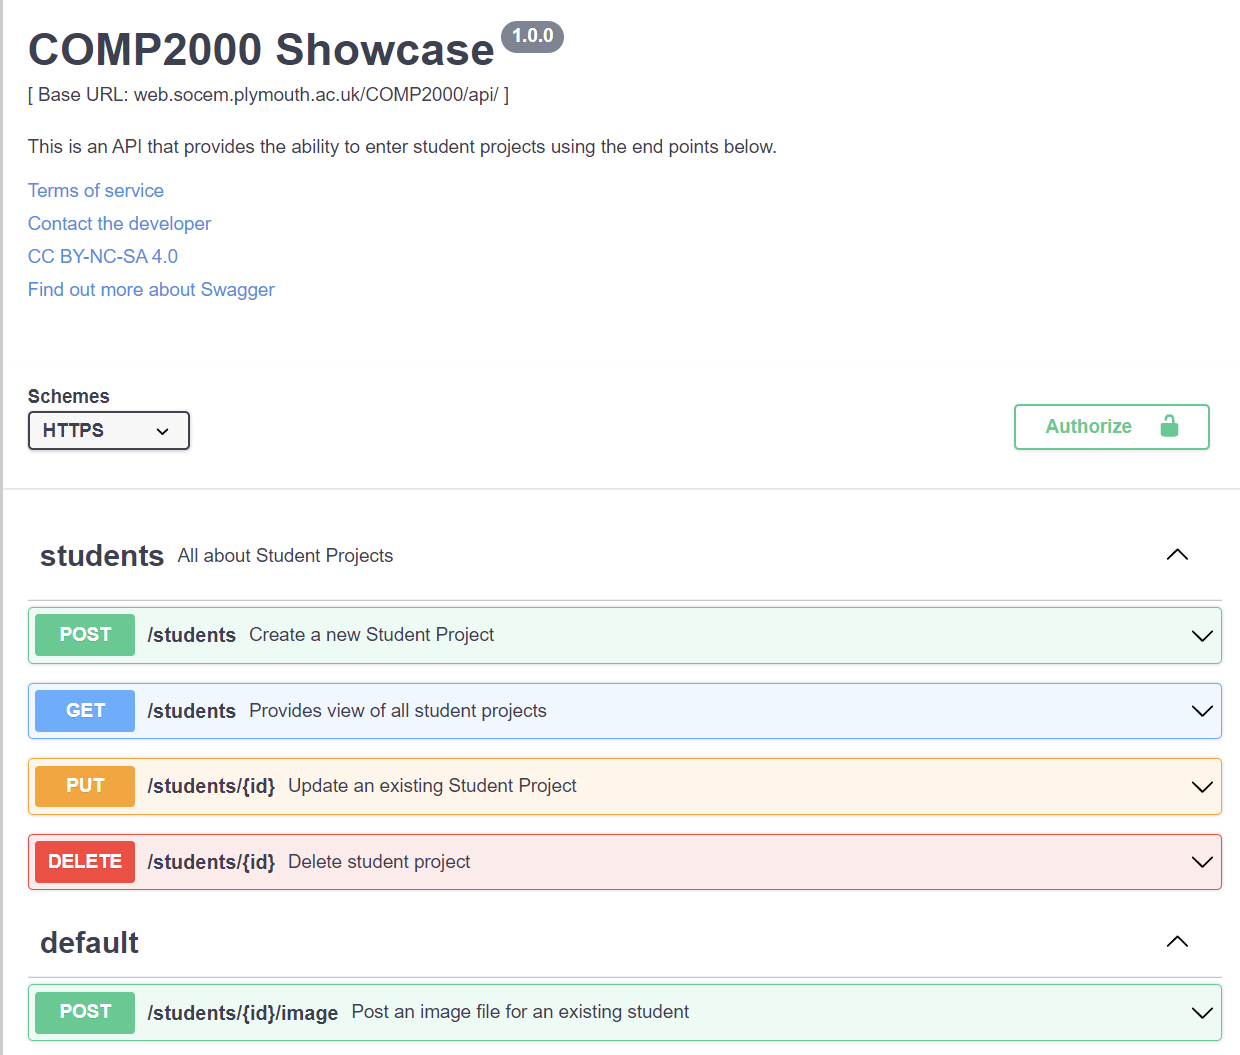 COMP2000 Showcase 1.0.0
[ Base URL: web.socem.plymouth.ac.uk/COMP2000/api/ ]
This is an API that provides the ability to enter student projects using the end points below.
Terms of service
Contact the developer
CC BY-NC-SA 4.0
Find out more about Swagger
Schemes
HTTPS
Authorize
students All about Student Projects
POST /students Create a new Student Project
GET /students Provides view of all student projects
PUT /students/{id} Update an existing Student Project
DELETE /students/{id} Delete student project
default
POST /students/{id}/image Post an image file for an existing student